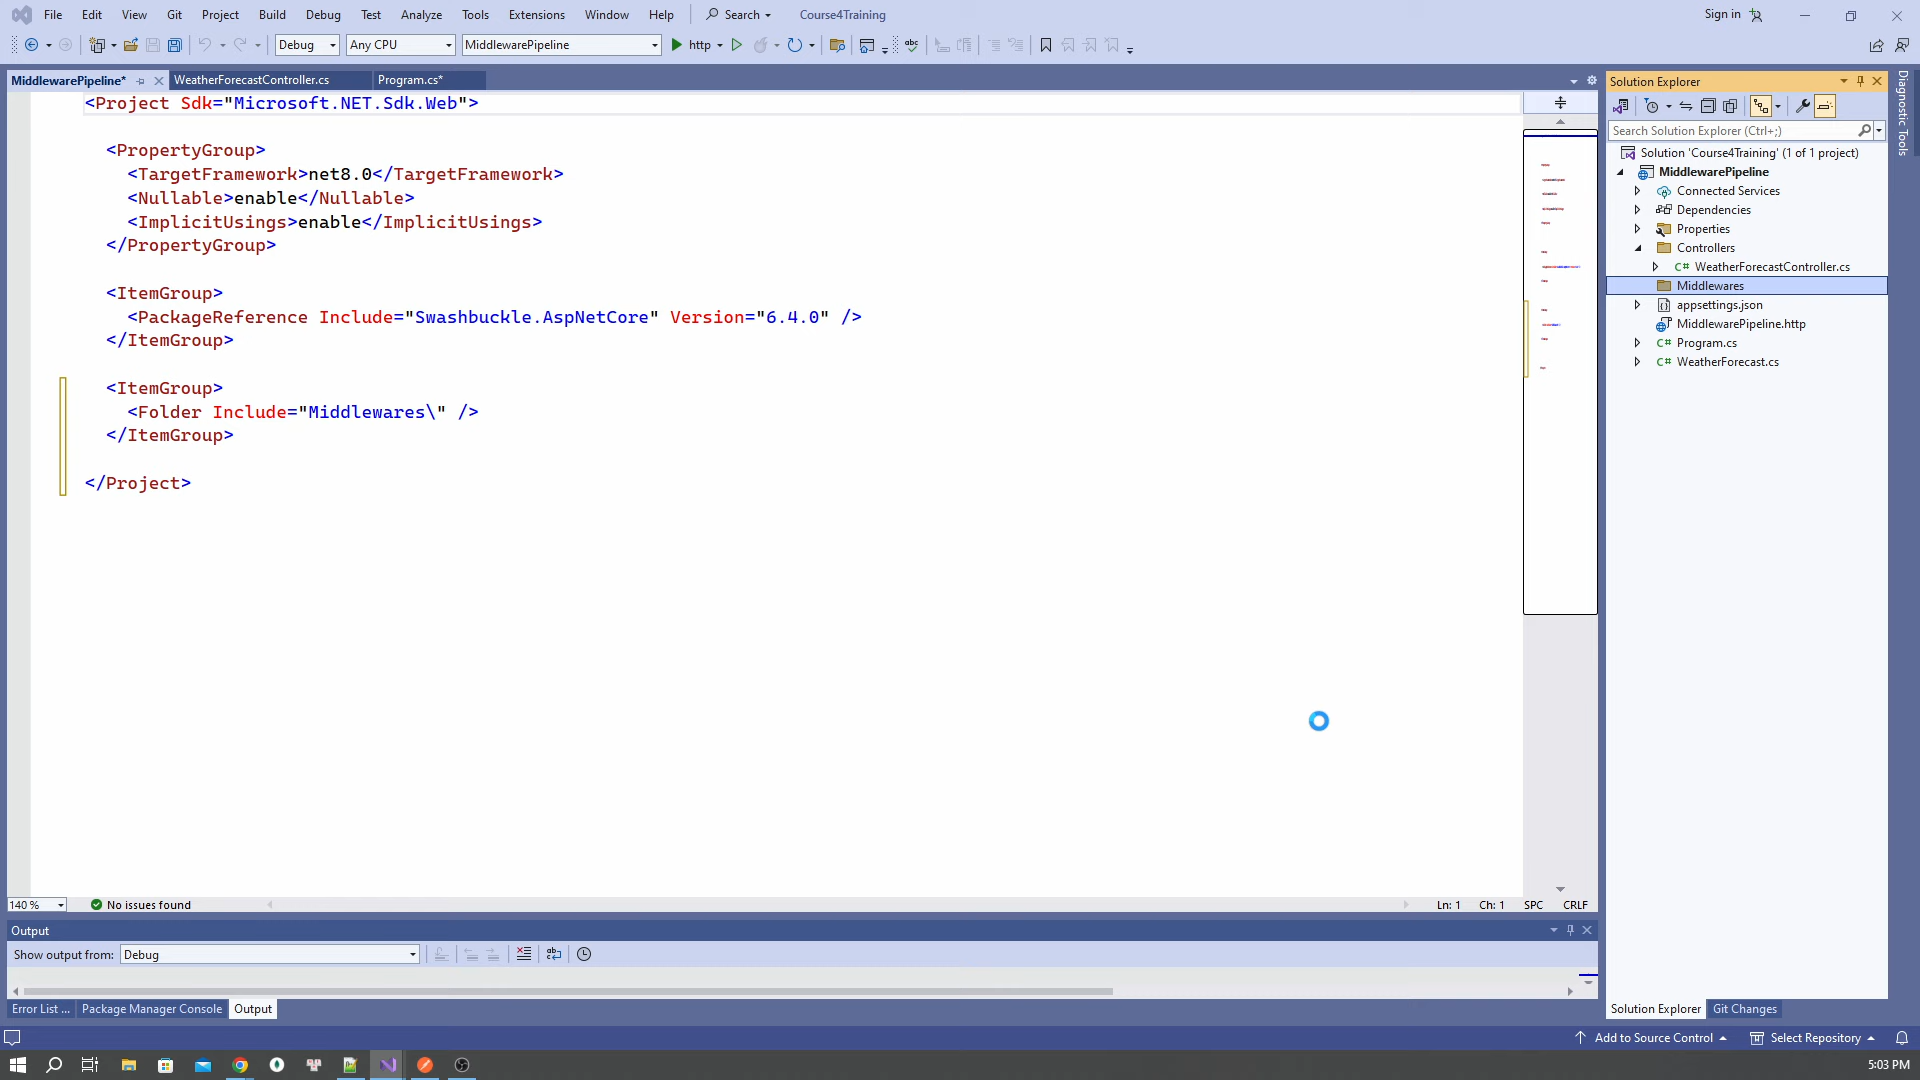 File Edit View Git Project Build Debug Test Analyze Tools Extensions Window Help Search Course4Training Sign in
Debug Any CPU MiddlewarePipeline http
MiddlewarePipeline* WeatherForecastController.cs Program.cs*
<Project Sdk="Microsoft.NET.Sdk.Web">
<PropertyGroup>
<TargetFramework>net8.0</TargetFramework>
<Nullable>enable</Nullable>
<ImplicitUsings>enable</ImplicitUsings>
</PropertyGroup>
<ItemGroup>
<PackageReference Include="Swashbuckle.AspNetCore" Version="6.4.0" />
</ItemGroup>
<ItemGroup>
<Folder Include="Middlewares\" />
</ItemGroup>
</Project>
140 % No issues found Ln: 1 Ch: 1 SPC CRLF
Output
Show output from: Debug
Error List ... Package Manager Console Output
Solution Explorer
Search Solution Explorer (Ctrl+;)
Solution 'Course4Training' (1 of 1 project)
MiddlewarePipeline
Connected Services
Dependencies
Properties
Controllers
C# WeatherForecastController.cs
Middlewares
appsettings.json
MiddlewarePipeline.http
C# Program.cs
C# WeatherForecast.cs
Solution Explorer Git Changes
Diagnostic Tools
Add to Source Control Select Repository
5:03 PM